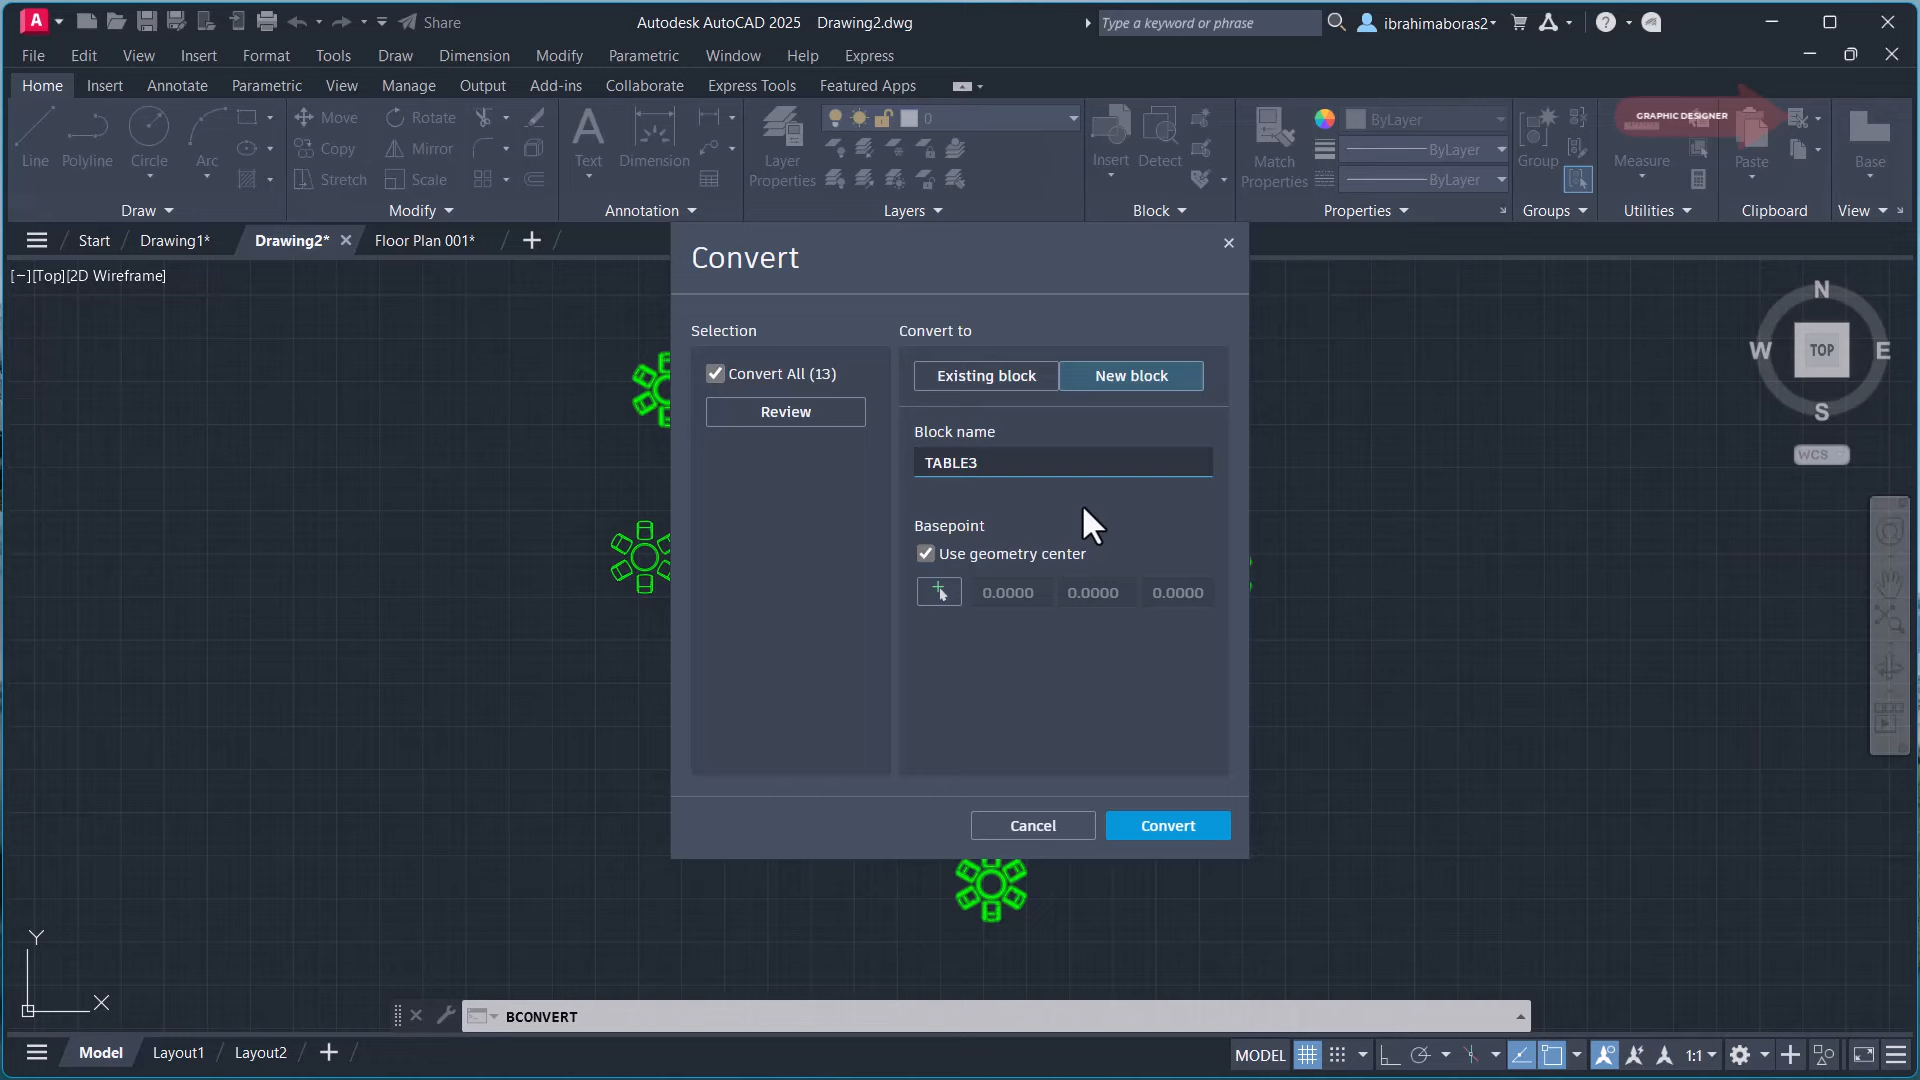 A Share Autodesk AutoCAD 2025 Drawing2.dwg Type a keyword or phrase ibrahimaboras2
File Edit View Insert Format Tools Draw Dimension Modify Parametric Window Help Express
Home Insert Annotate Parametric View Manage Output Add-ins Collaborate Express Tools Featured Apps
Line Polyline Circle Arc
Move Rotate
Copy Mirror
Stretch Scale
A Text Dimension
Layer Properties
0
Insert Detect
Match Properties
ByLayer
ByLayer
ByLayer
Group
Measure
GRAPHIC DESIGNER
Paste
Base
Draw Modify Annotation Layers Block Properties Groups Utilities Clipboard View
Start Drawing1* Drawing2* Floor Plan 001*
[−][Top][2D Wireframe]
N
W TOP E
S
WCS
Convert
Selection
Convert All (13)
Review
Convert to
Existing block New block
Block name
TABLE3
Basepoint
Use geometry center
0.0000 0.0000 0.0000
Cancel Convert
Y
X
BCONVERT
Model Layout1 Layout2
MODEL 1:1